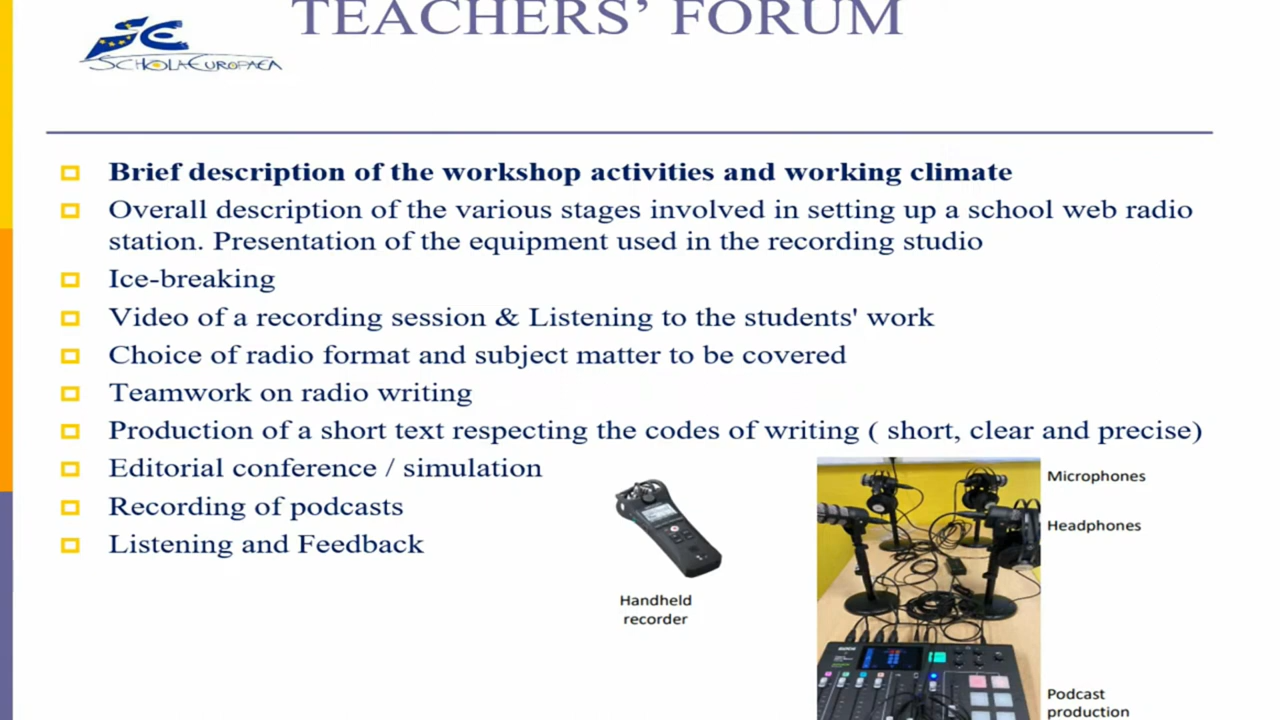 TEACHERS' FORUM
SCHOLA EUROPAEA
Brief description of the workshop activities and working climate
Overall description of the various stages involved in setting up a school web radio
station. Presentation of the equipment used in the recording studio
Ice-breaking
Video of a recording session & Listening to the students' work
Choice of radio format and subject matter to be covered
Teamwork on radio writing
Production of a short text respecting the codes of writing ( short, clear and precise)
Editorial conference / simulation
Recording of podcasts
Listening and Feedback
Handheld
recorder
Microphones
Headphones
Podcast
production